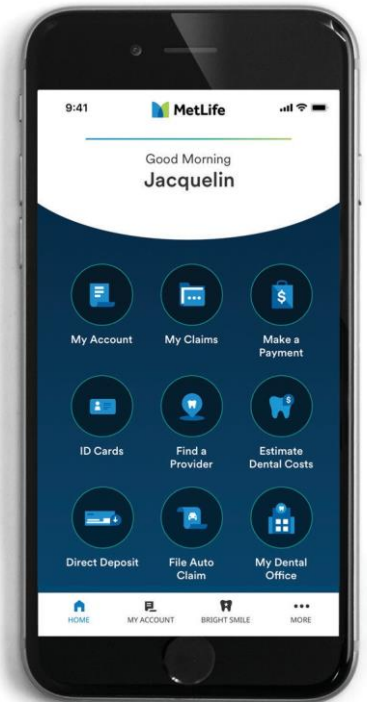 9:41
MetLife
Good Morning
Jacquelin
My Account
My Claims
Make a
Payment
ID Cards
Find a
Provider
Estimate
Dental Costs
Direct Deposit
File Auto
Claim
My Dental
Office
HOME
MY ACCOUNT
BRIGHT SMILE
MORE